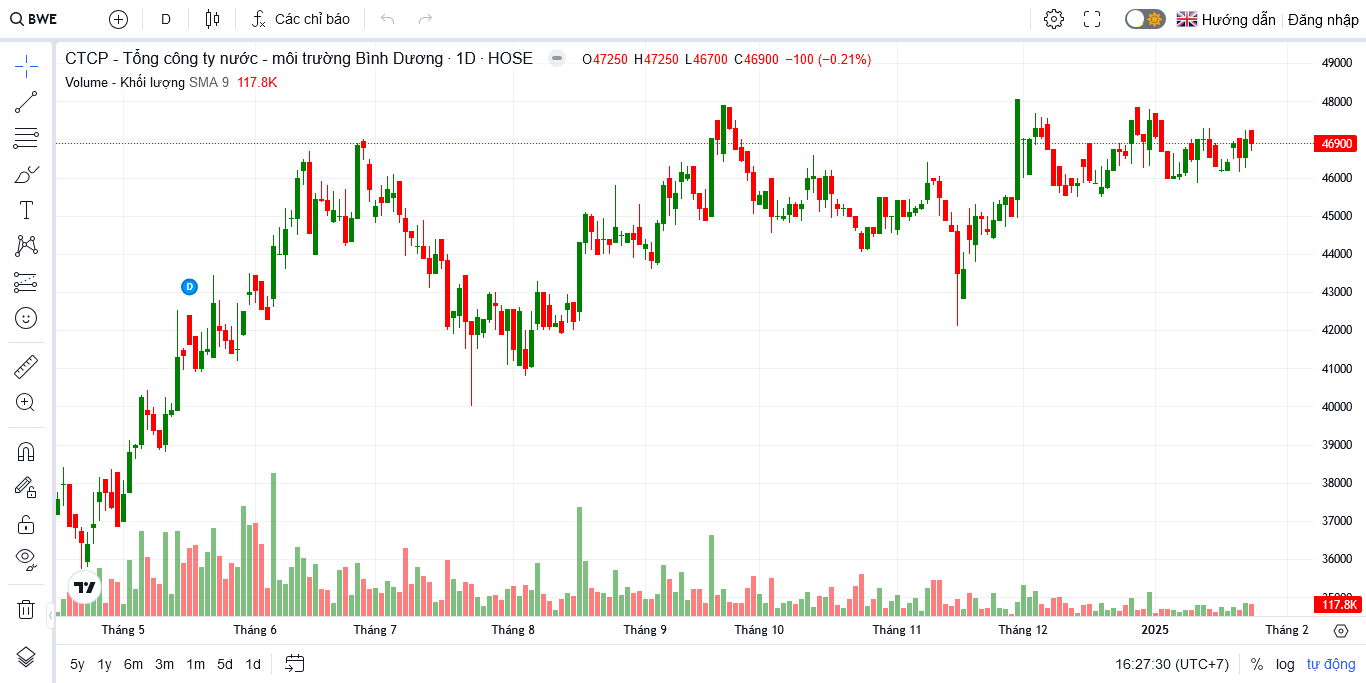 BWE D Các chỉ báo Hướng dẫn Đăng nhập
CTCP - Tổng công ty nước - môi trường Bình Dương · 1D · HOSE O47250 H47250 L46700 C46900 −100 (−0.21%)
Volume - Khối lượng SMA 9 117.8K
49000
48000
46900
46000
45000
44000
43000
42000
41000
40000
39000
38000
37000
36000
117.8K
D
Tháng 5 Tháng 6 Tháng 7 Tháng 8 Tháng 9 Tháng 10 Tháng 11 Tháng 12 2025 Tháng 2
5y 1y 6m 3m 1m 5d 1d 16:27:30 (UTC+7) % log tự động